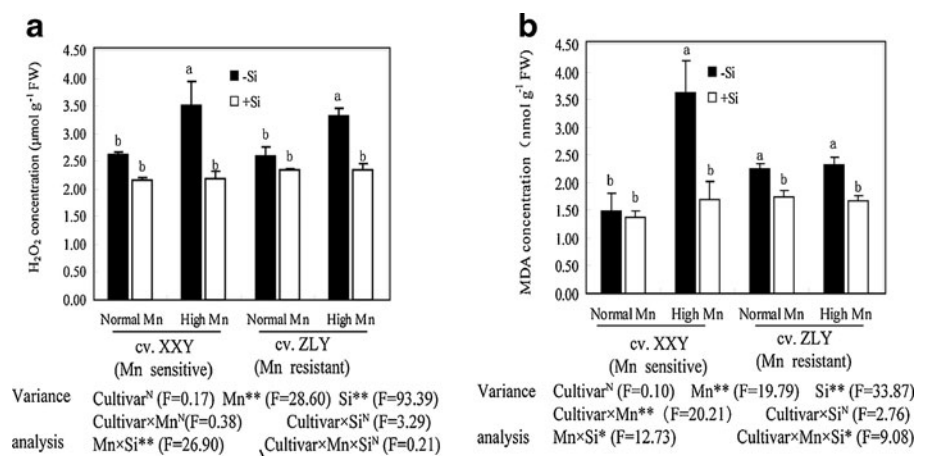 a
H₂O₂ concentration (μmol g⁻¹ FW)
4.50
4.00
3.50
3.00
2.50
2.00
1.50
1.00
0.50
0.00
-Si
+Si
b b a b b b a b
Normal Mn High Mn Normal Mn High Mn
cv. XXY cv. ZLY
(Mn sensitive) (Mn resistant)
Variance Cultivarᴺ (F=0.17) Mn** (F=28.60) Si** (F=93.39)
Cultivar×Mnᴺ(F=0.38) Cultivar×Siᴺ (F=3.29)
analysis Mn×Si** (F=26.90) Cultivar×Mn×Siᴺ (F=0.21)
b
MDA concentration (nmol g⁻¹ FW)
4.50
4.00
3.50
3.00
2.50
2.00
1.50
1.00
0.50
0.00
-Si
+Si
b b a b a b a b
Normal Mn High Mn Normal Mn High Mn
cv. XXY cv. ZLY
(Mn sensitive) (Mn resistant)
Variance Cultivarᴺ (F=0.10) Mn** (F=19.79) Si** (F=33.87)
Cultivar×Mn** (F=20.21) Cultivar×Siᴺ (F=2.76)
analysis Mn×Si* (F=12.73) Cultivar×Mn×Si* (F=9.08)